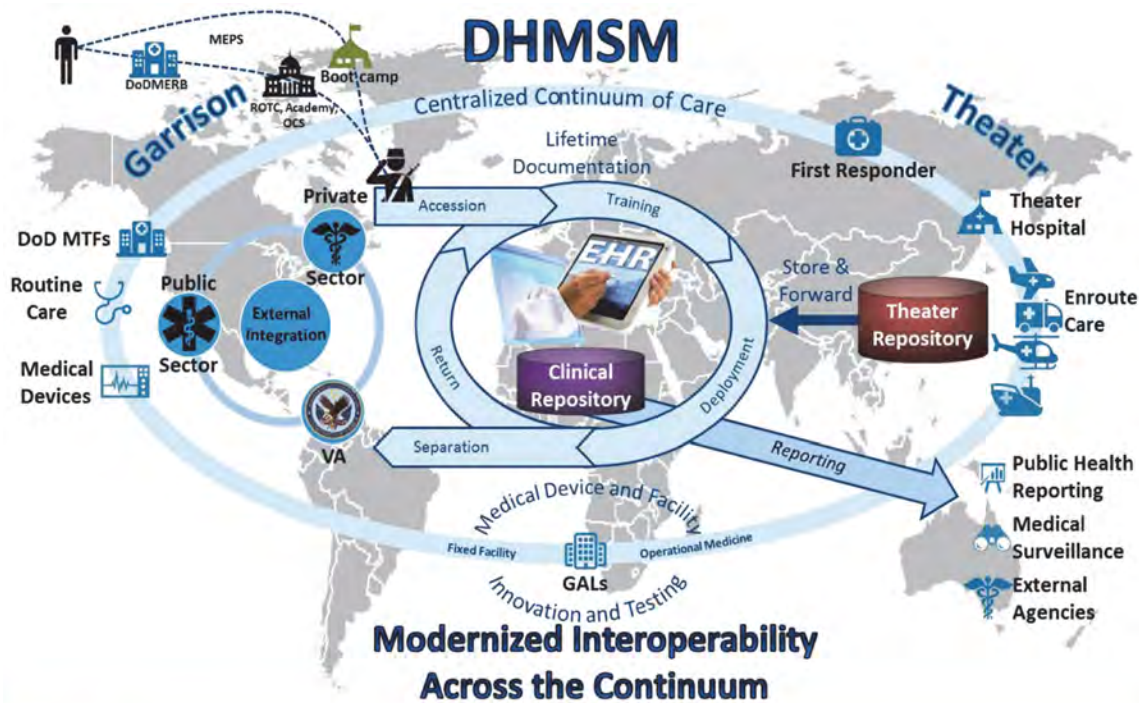 DHMSM
MEPS
DoDMERB
Boot camp
ROTC, Academy,
OCS
Garrison
Centralized Continuum of Care
Theater
Lifetime
Documentation
First Responder
Private
Sector
Accession
Training
Theater
Hospital
DoD MTFs
EHR
Store &
Forward
Routine
Care
Public
Sector
External
Integration
Theater
Repository
Enroute
Care
Medical
Devices
Return
Clinical
Repository
Deployment
VA
Separation
Reporting
Public Health
Reporting
Medical Device and Facility
Medical
Surveillance
Fixed Facility
Operational Medicine
GALs
External
Agencies
Innovation and Testing
Modernized Interoperability
Across the Continuum